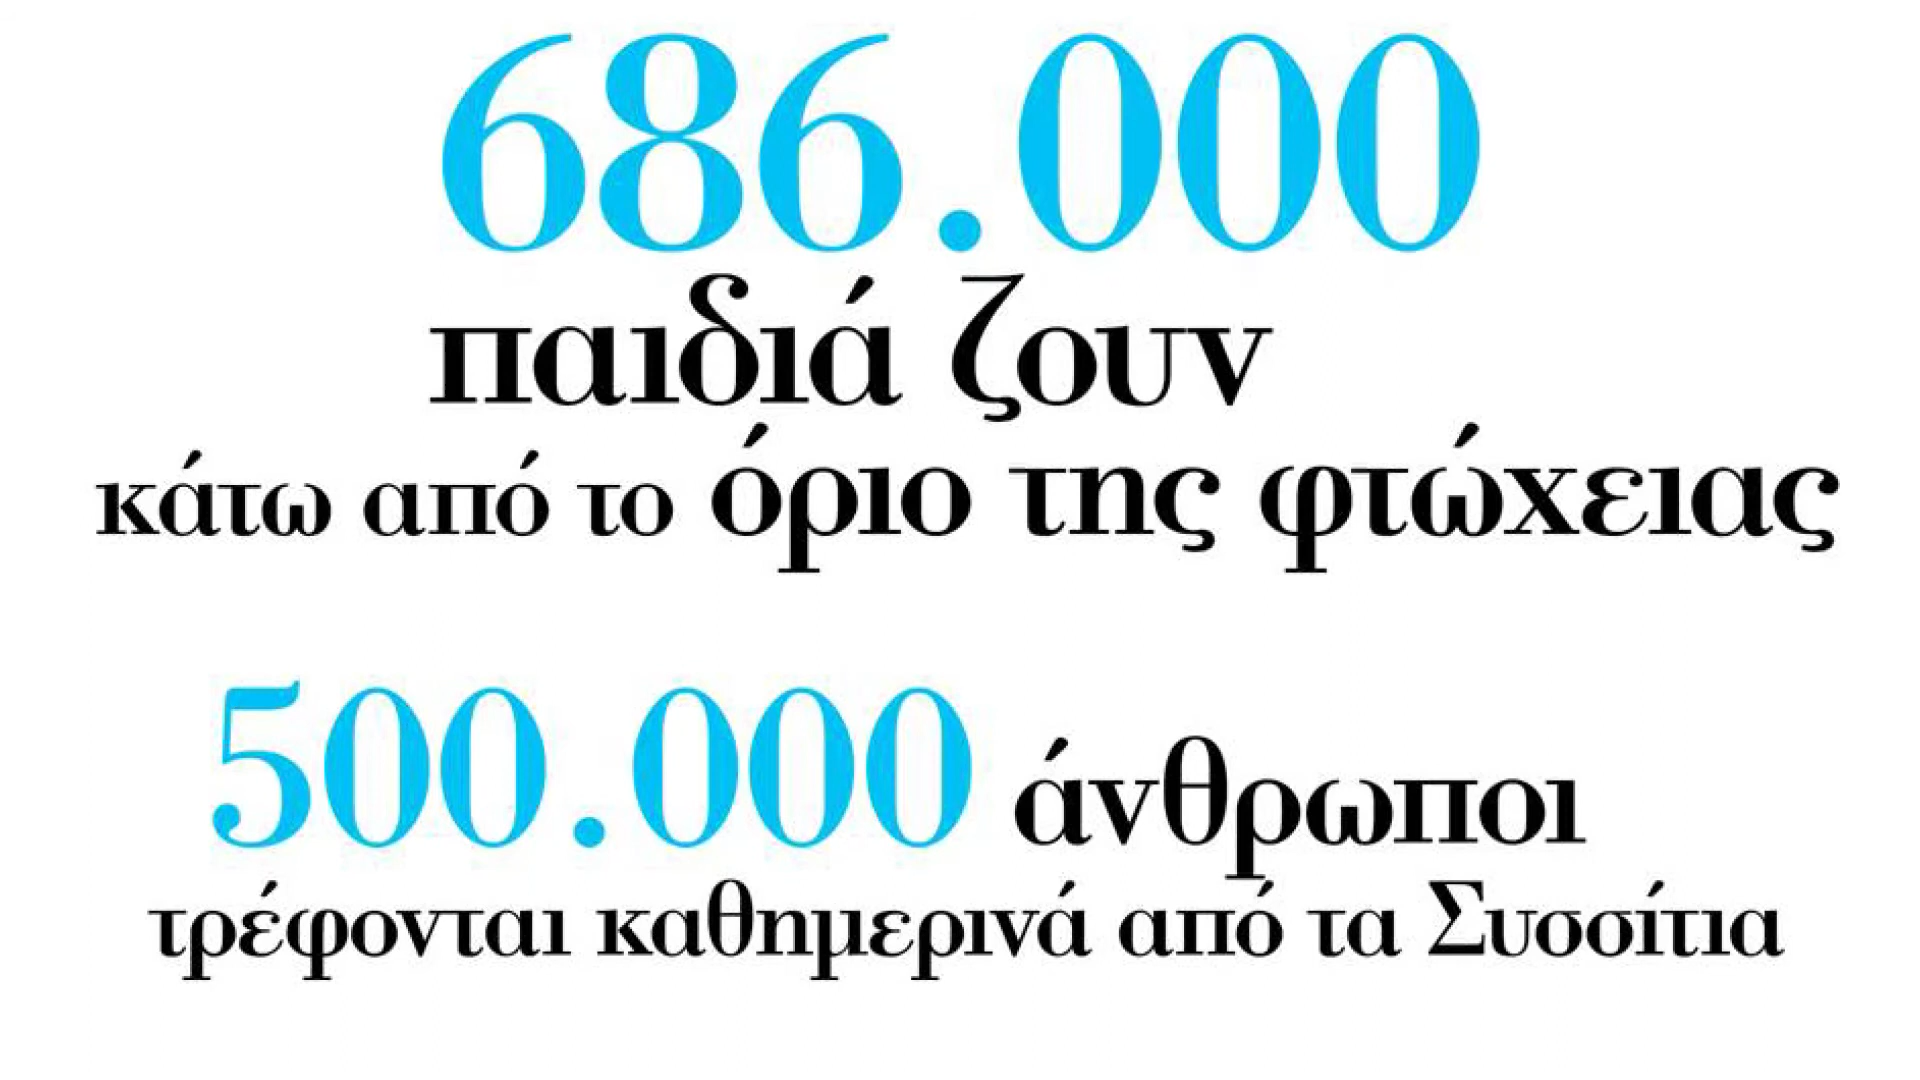 686.000
παιδιά ζουν
κάτω από το όριο της φτώχειας
500.000 άνθρωποι
τρέφονται καθημερινά από τα Συσσίτια